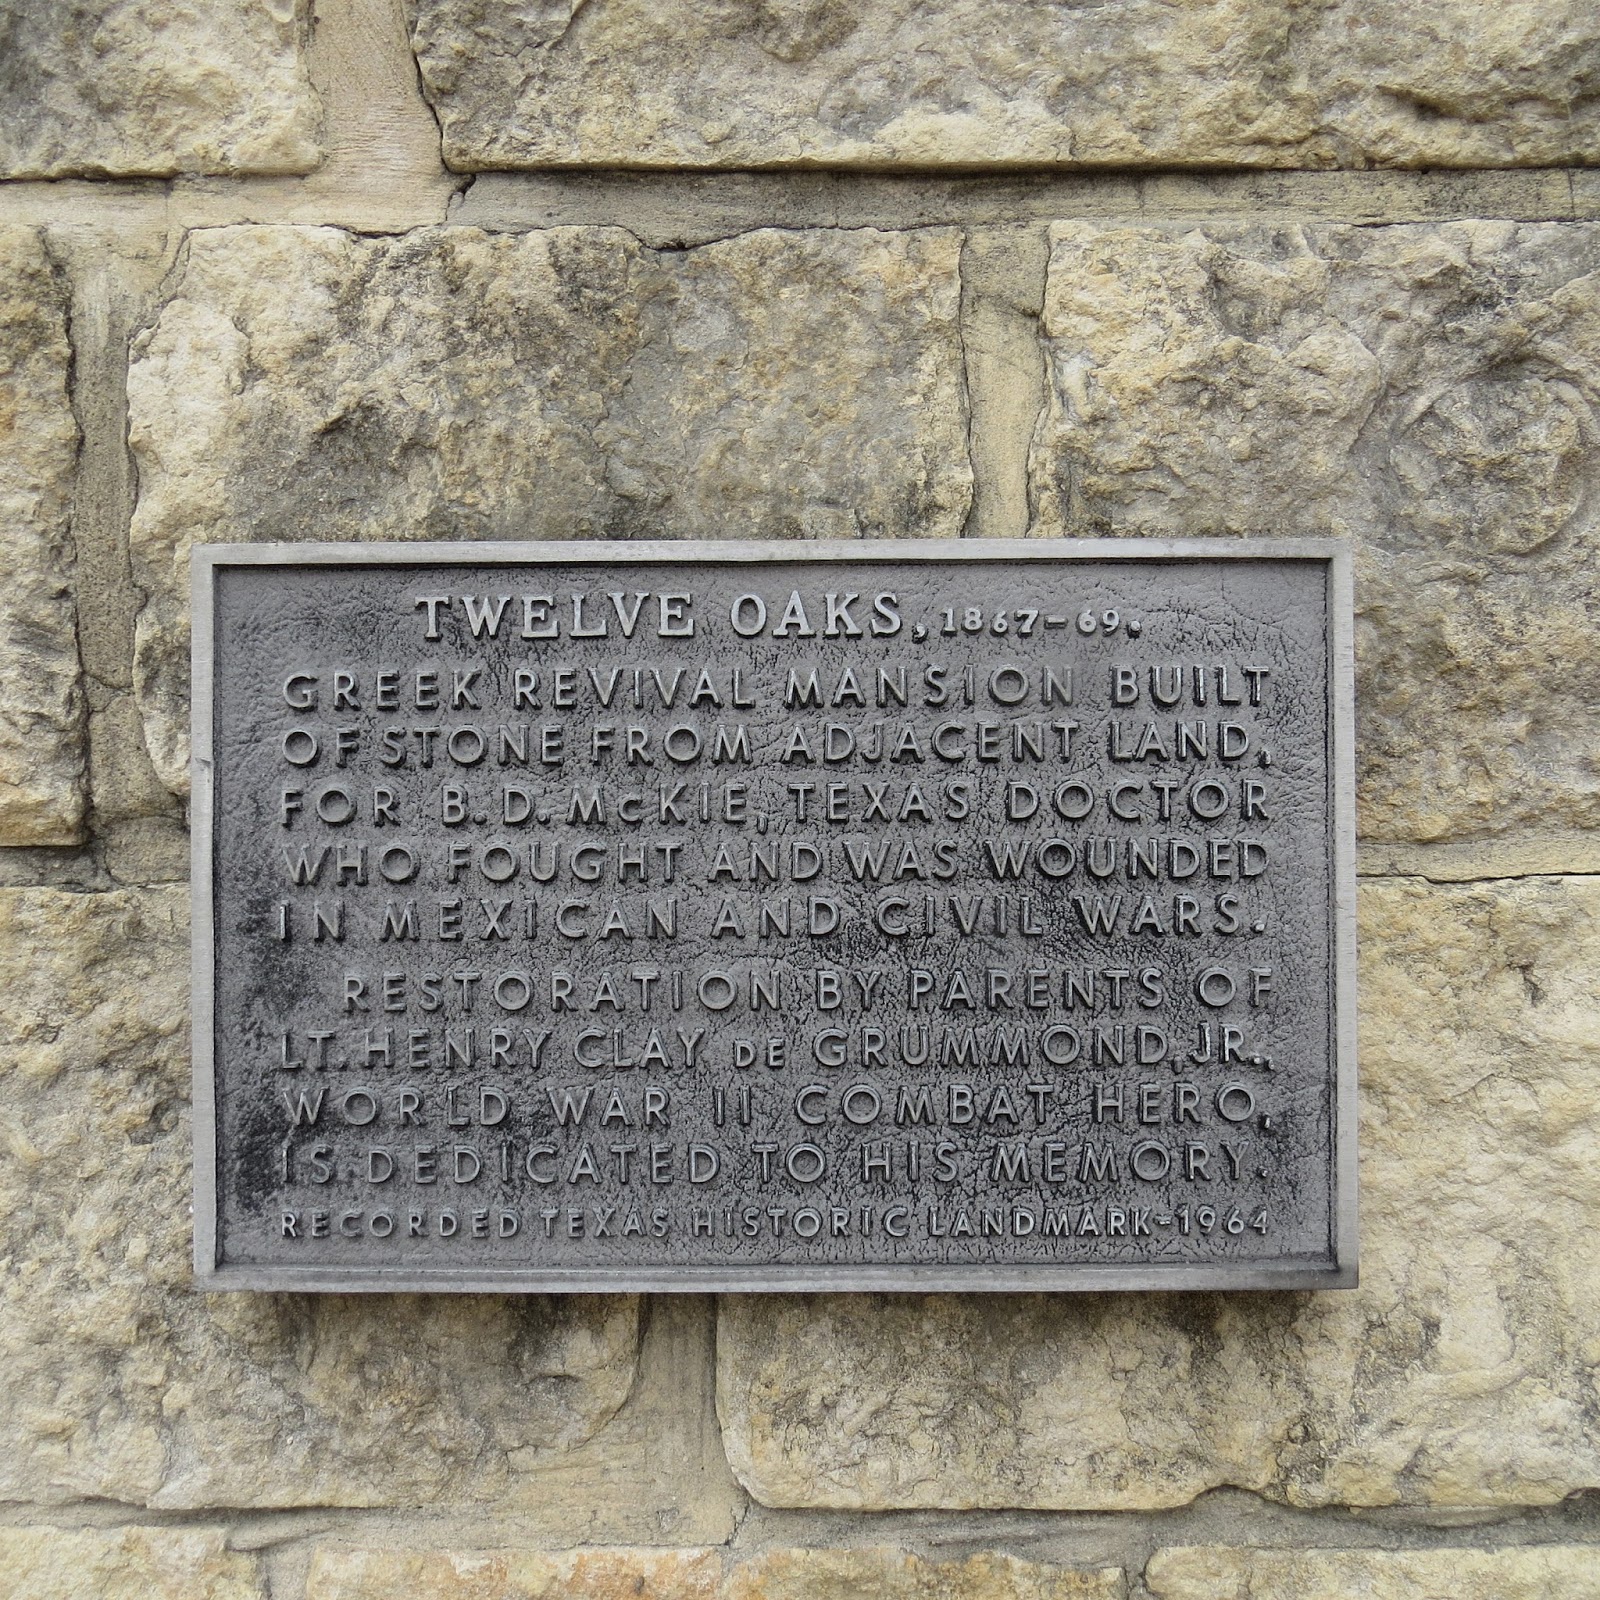 TWELVE OAKS, 1867-69.
GREEK REVIVAL MANSION BUILT
OF STONE FROM ADJACENT LAND,
FOR B.D. McKIE, TEXAS DOCTOR
WHO FOUGHT AND WAS WOUNDED
IN MEXICAN AND CIVIL WARS.
RESTORATION BY PARENTS OF
LT. HENRY CLAY DE GRUMMOND, JR.,
WORLD WAR II COMBAT HERO,
IS DEDICATED TO HIS MEMORY.
RECORDED TEXAS HISTORIC LANDMARK-1964